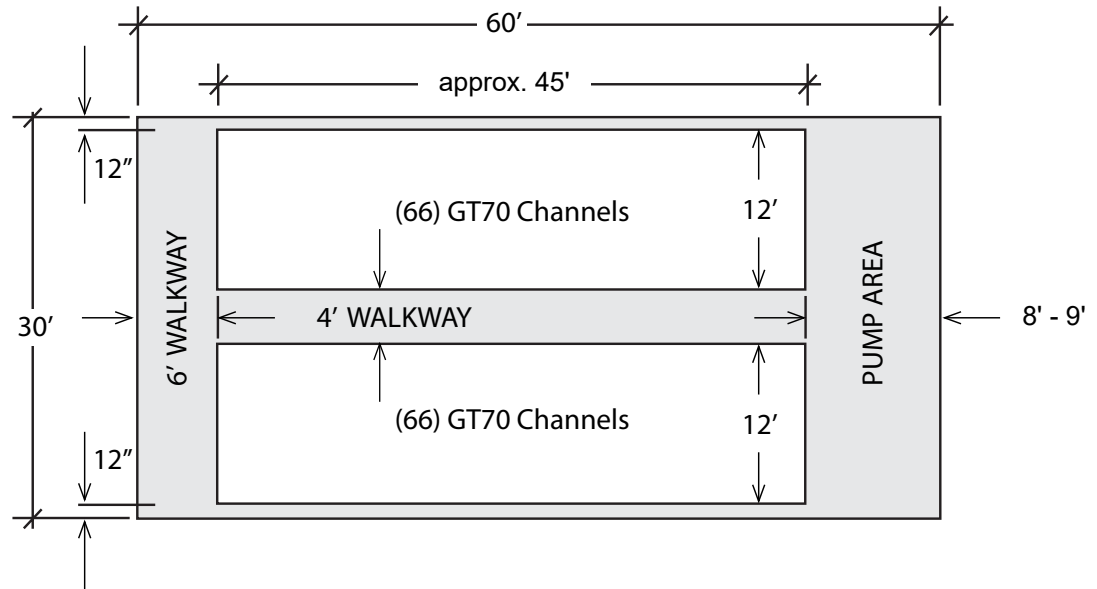 60’
approx. 45'
12”
(66) GT70 Channels
12’
6’ WALKWAY
30’
4’ WALKWAY
PUMP AREA
8' - 9'
(66) GT70 Channels
12’
12”